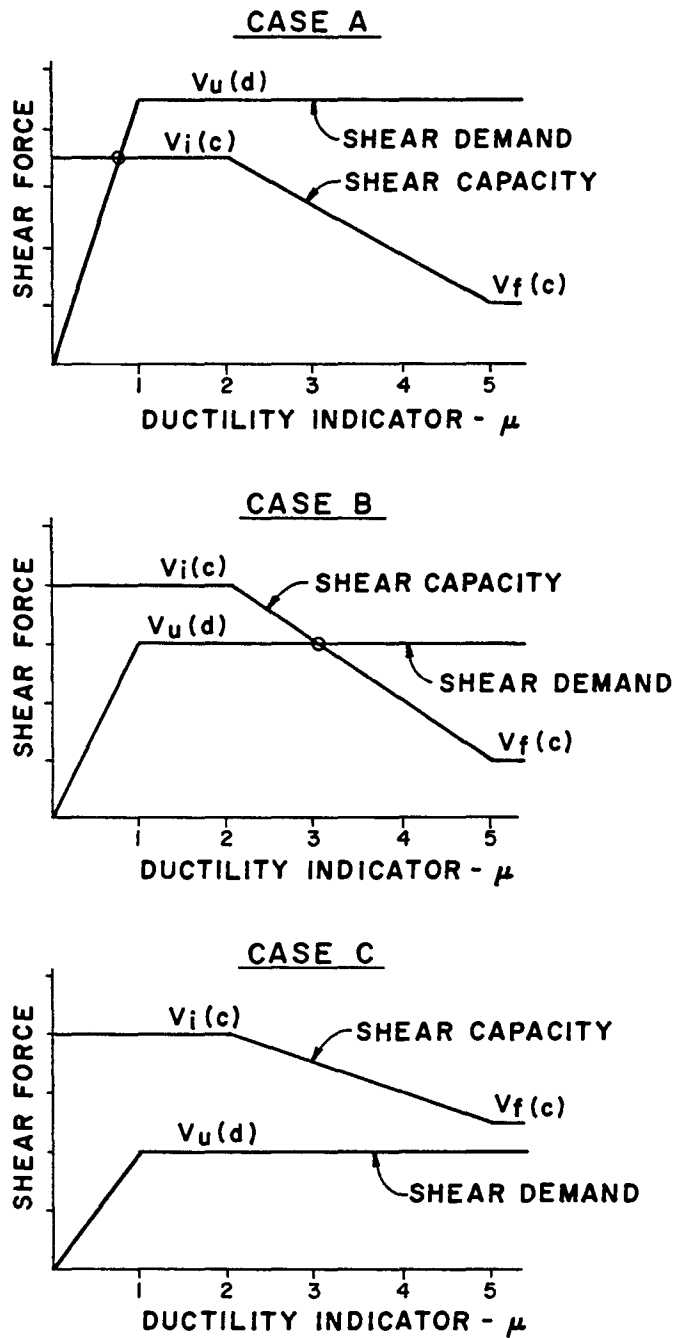 CASE A
Vu(d)
SHEAR DEMAND
Vi(c)
SHEAR CAPACITY
Vf(c)
SHEAR FORCE
1 2 3 4 5
DUCTILITY INDICATOR - μ
CASE B
Vi(c)
SHEAR CAPACITY
Vu(d)
SHEAR DEMAND
Vf(c)
SHEAR FORCE
1 2 3 4 5
DUCTILITY INDICATOR - μ
CASE C
Vi(c)
SHEAR CAPACITY
Vf(c)
Vu(d)
SHEAR DEMAND
SHEAR FORCE
1 2 3 4 5
DUCTILITY INDICATOR - μ